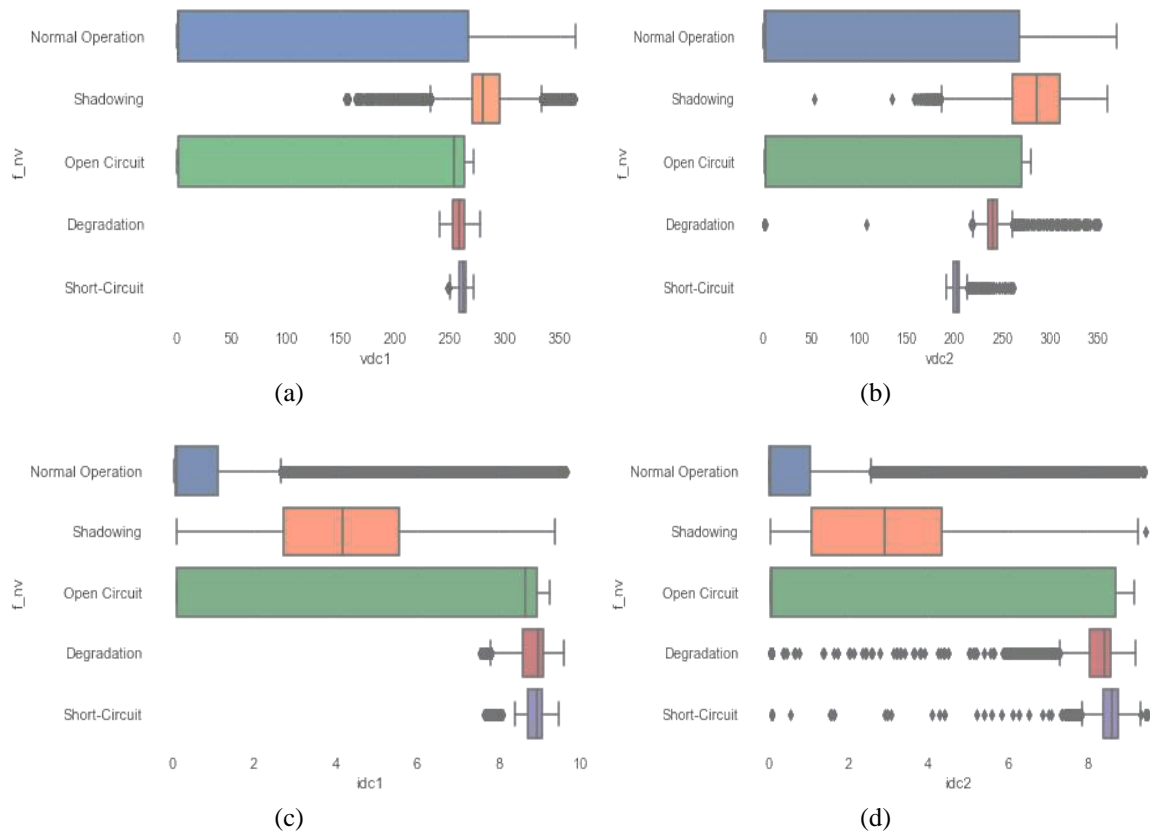 Normal Operation
Shadowing
Open Circuit
Degradation
Short-Circuit
f_nv
0 50 100 150 200 250 300 350
vdc1
(a)
Normal Operation
Shadowing
Open Circuit
Degradation
Short-Circuit
f_nv
0 50 100 150 200 250 300 350
vdc2
(b)
Normal Operation
Shadowing
Open Circuit
Degradation
Short-Circuit
f_nv
0 2 4 6 8 10
idc1
(c)
Normal Operation
Shadowing
Open Circuit
Degradation
Short-Circuit
f_nv
0 2 4 6 8
idc2
(d)